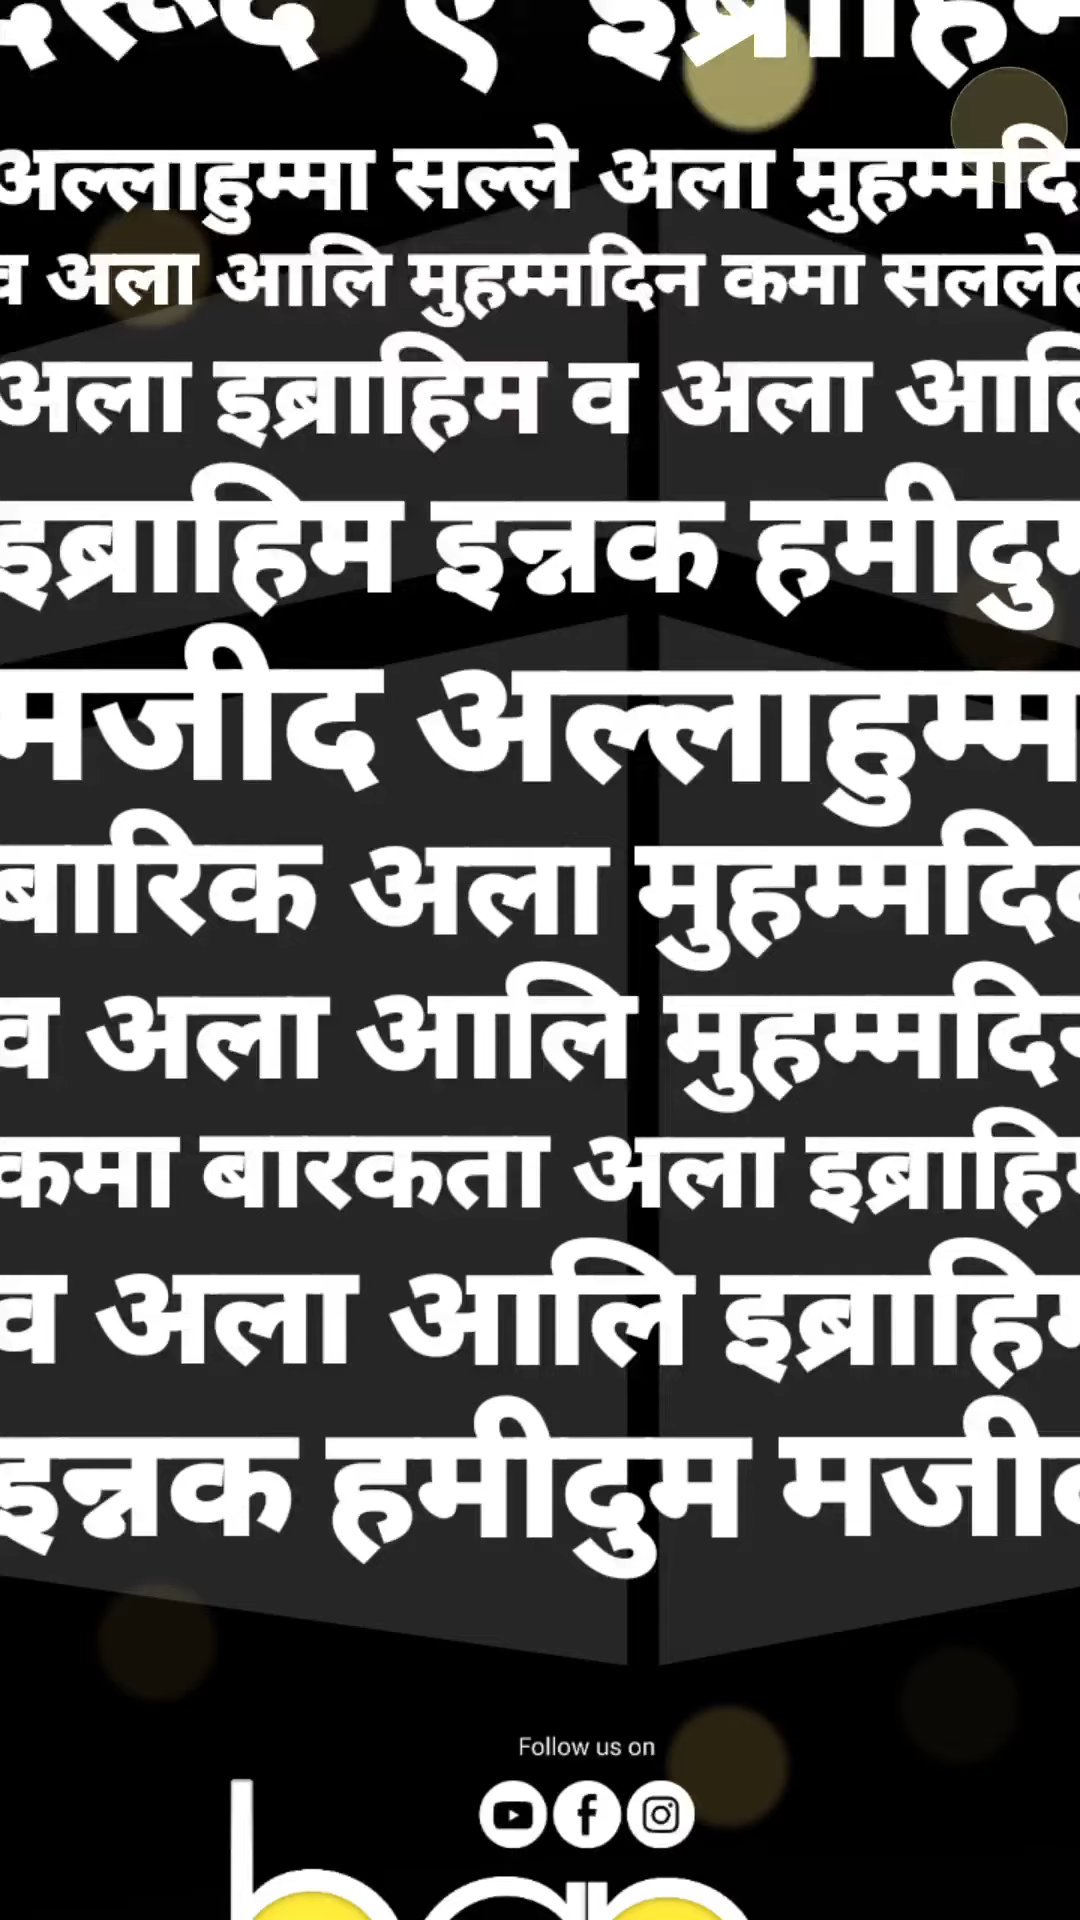 दरूद ए इब्राहिम
अल्लाहुम्मा सल्ले अला मुहम्मदि
व अला आलि मुहम्मदिन कमा सललेत
अला इब्राहिम व अला आलि
इब्राहिम इन्नक हमीदुम
मजीद अल्लाहुम्म
बारिक अला मुहम्मदि
व अला आलि मुहम्मदिन
कमा बारकता अला इब्राहिम
व अला आलि इब्राहिम
इन्नक हमीदुम मजीद
Follow us on